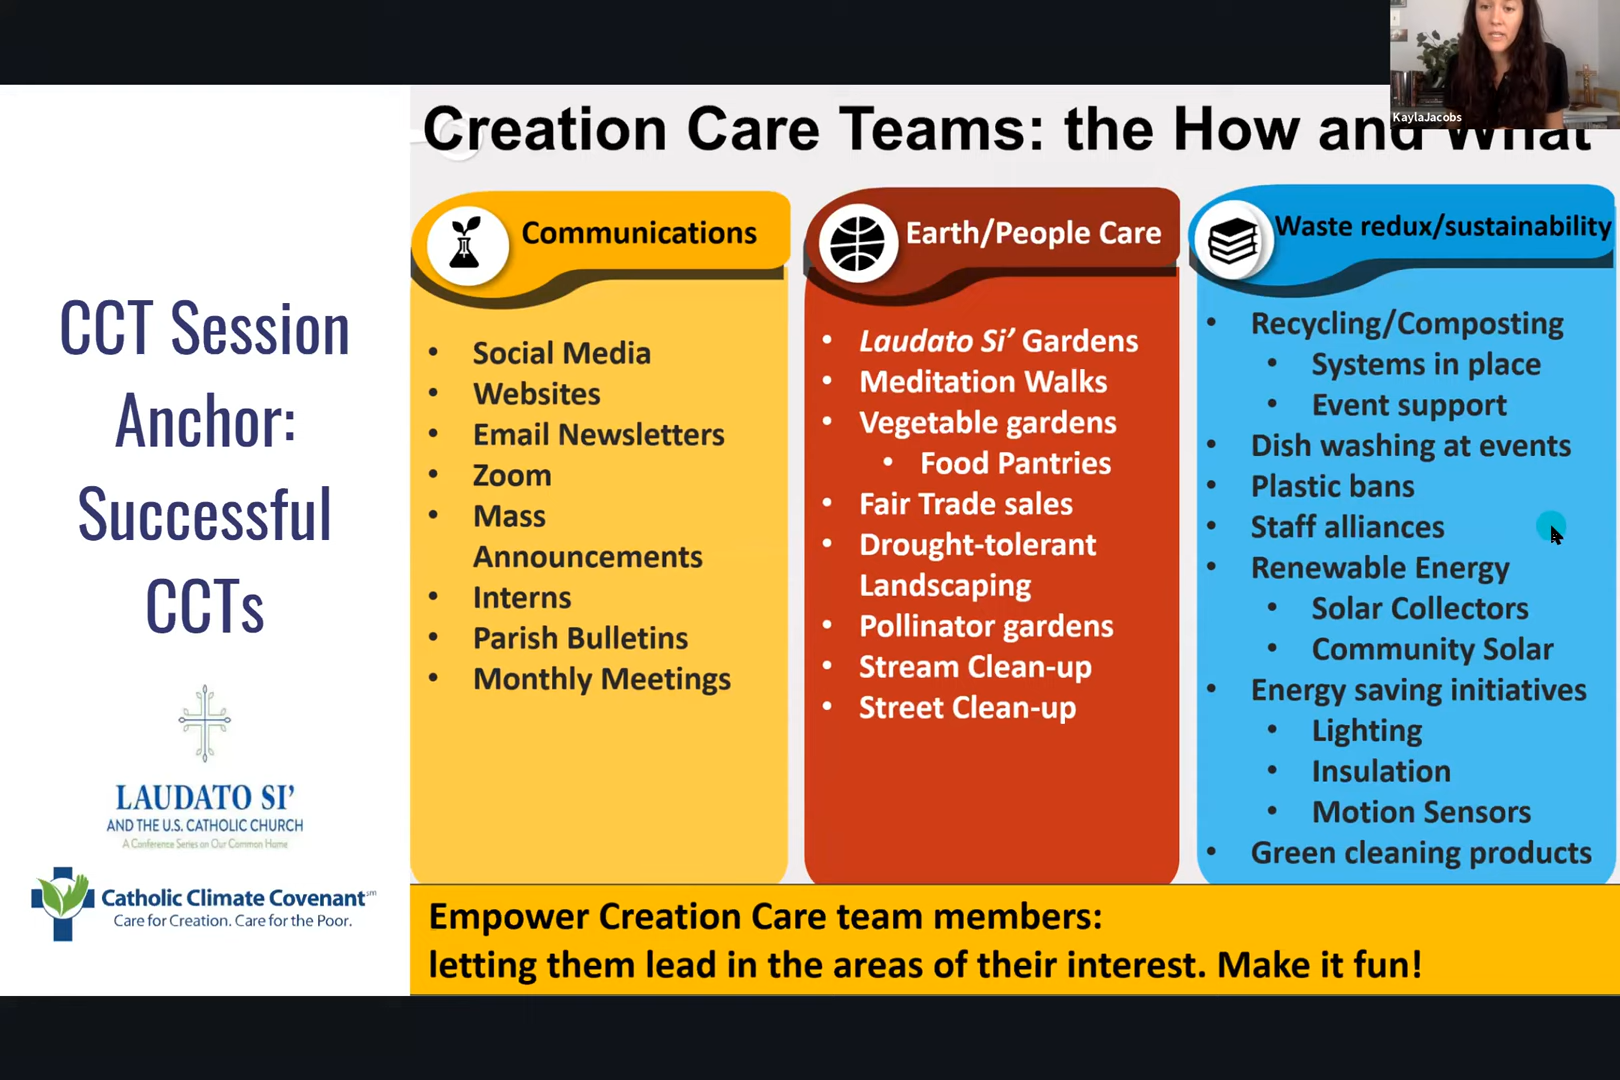 KaylaJacobs
Creation Care Teams: the How and What
CCT Session
Anchor:
Successful
CCTs
LAUDATO SI'
AND THE U.S. CATHOLIC CHURCH
A Conference Series on Our Common Home
Catholic Climate Covenant℠
Care for Creation. Care for the Poor.
Communications
• Social Media
• Websites
• Email Newsletters
• Zoom
• Mass
Announcements
• Interns
• Parish Bulletins
• Monthly Meetings
Earth/People Care
• Laudato Si’ Gardens
• Meditation Walks
• Vegetable gardens
• Food Pantries
• Fair Trade sales
• Drought-tolerant
Landscaping
• Pollinator gardens
• Stream Clean-up
• Street Clean-up
Waste redux/sustainability
• Recycling/Composting
• Systems in place
• Event support
• Dish washing at events
• Plastic bans
• Staff alliances
• Renewable Energy
• Solar Collectors
• Community Solar
• Energy saving initiatives
• Lighting
• Insulation
• Motion Sensors
• Green cleaning products
Empower Creation Care team members:
letting them lead in the areas of their interest. Make it fun!